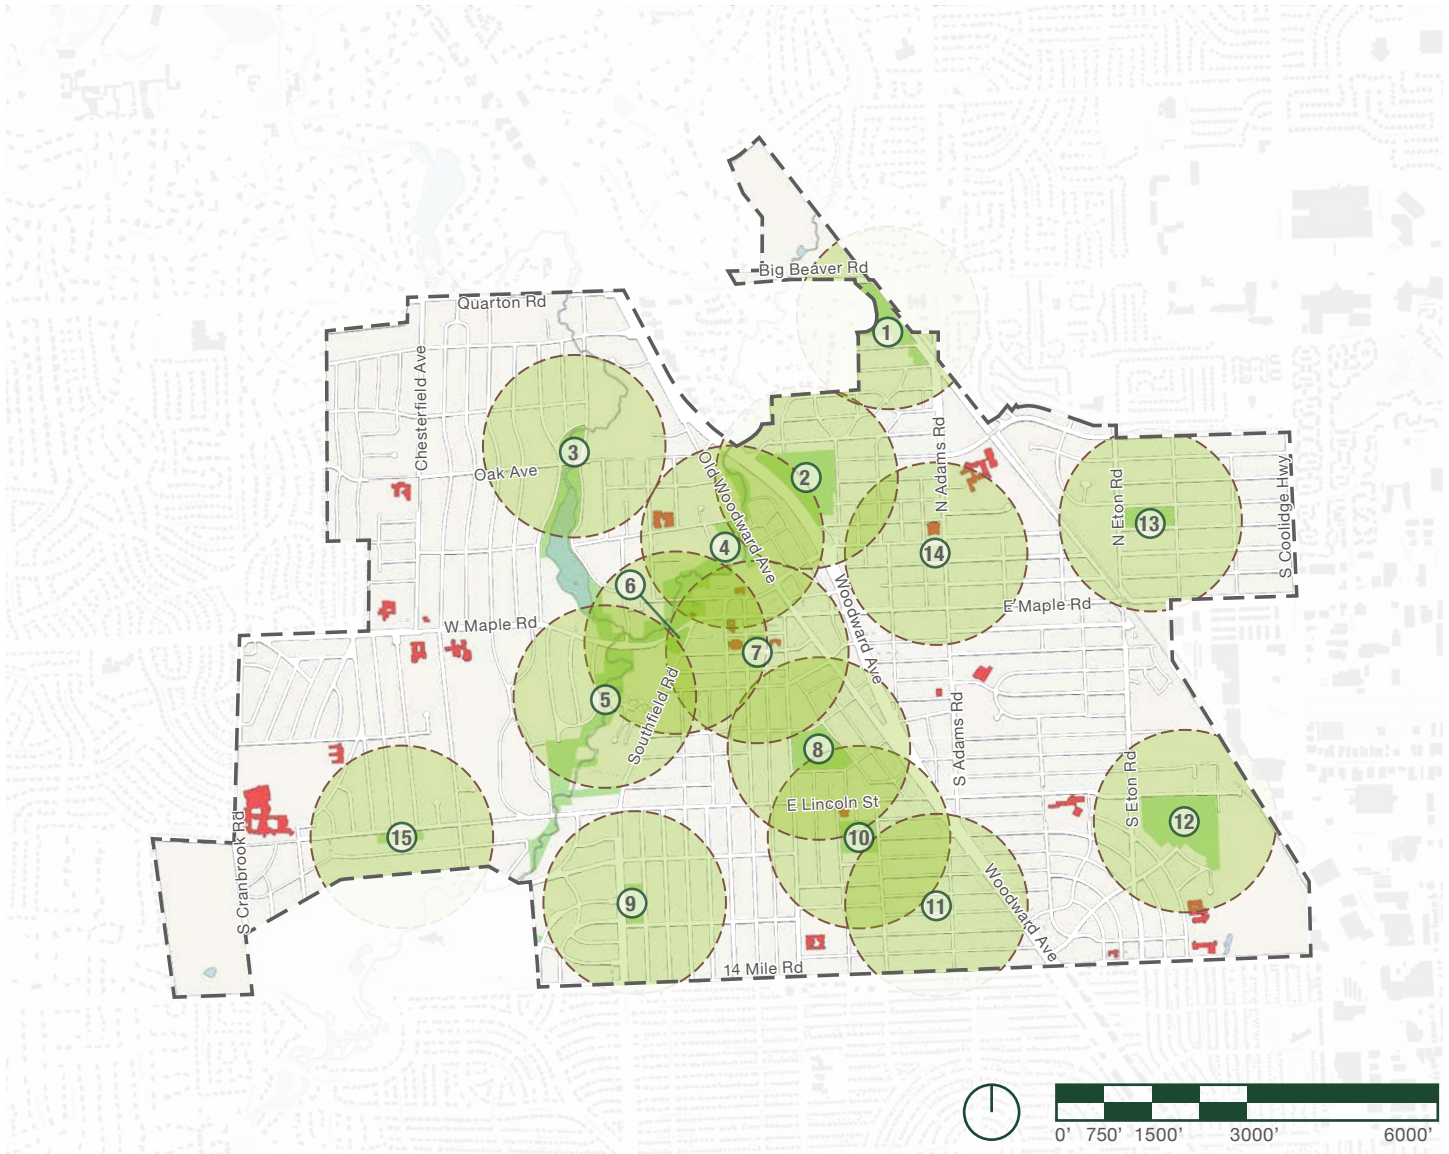 Big Beaver Rd
Quarton Rd
1
Chesterfield Ave
N Adams Rd
3
Oak Ave
Old Woodward Ave
2
N Eton Rd
S Coolidge Hwy
13
4
14
6
Woodward Ave
E Maple Rd
W Maple Rd
7
5
Southfield Rd
S Adams Rd
8
S Eton Rd
E Lincoln St
12
15
10
S Cranbrook Rd
9
11
Woodward Ave
14 Mile Rd
0' 750' 1500' 3000' 6000'